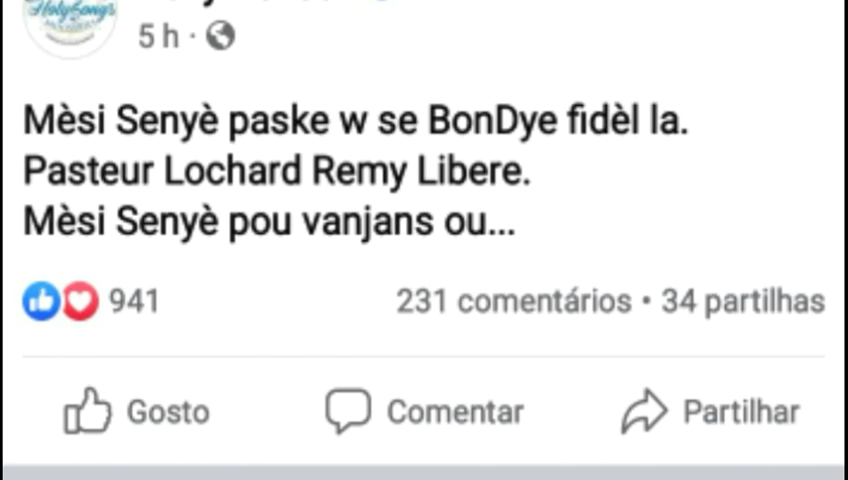 HolySongs
5 h ·
Mèsi Senyè paske w se BonDye fidèl la.
Pasteur Lochard Remy Libere.
Mèsi Senyè pou vanjans ou...
941 231 comentários • 34 partilhas
Gosto Comentar Partilhar